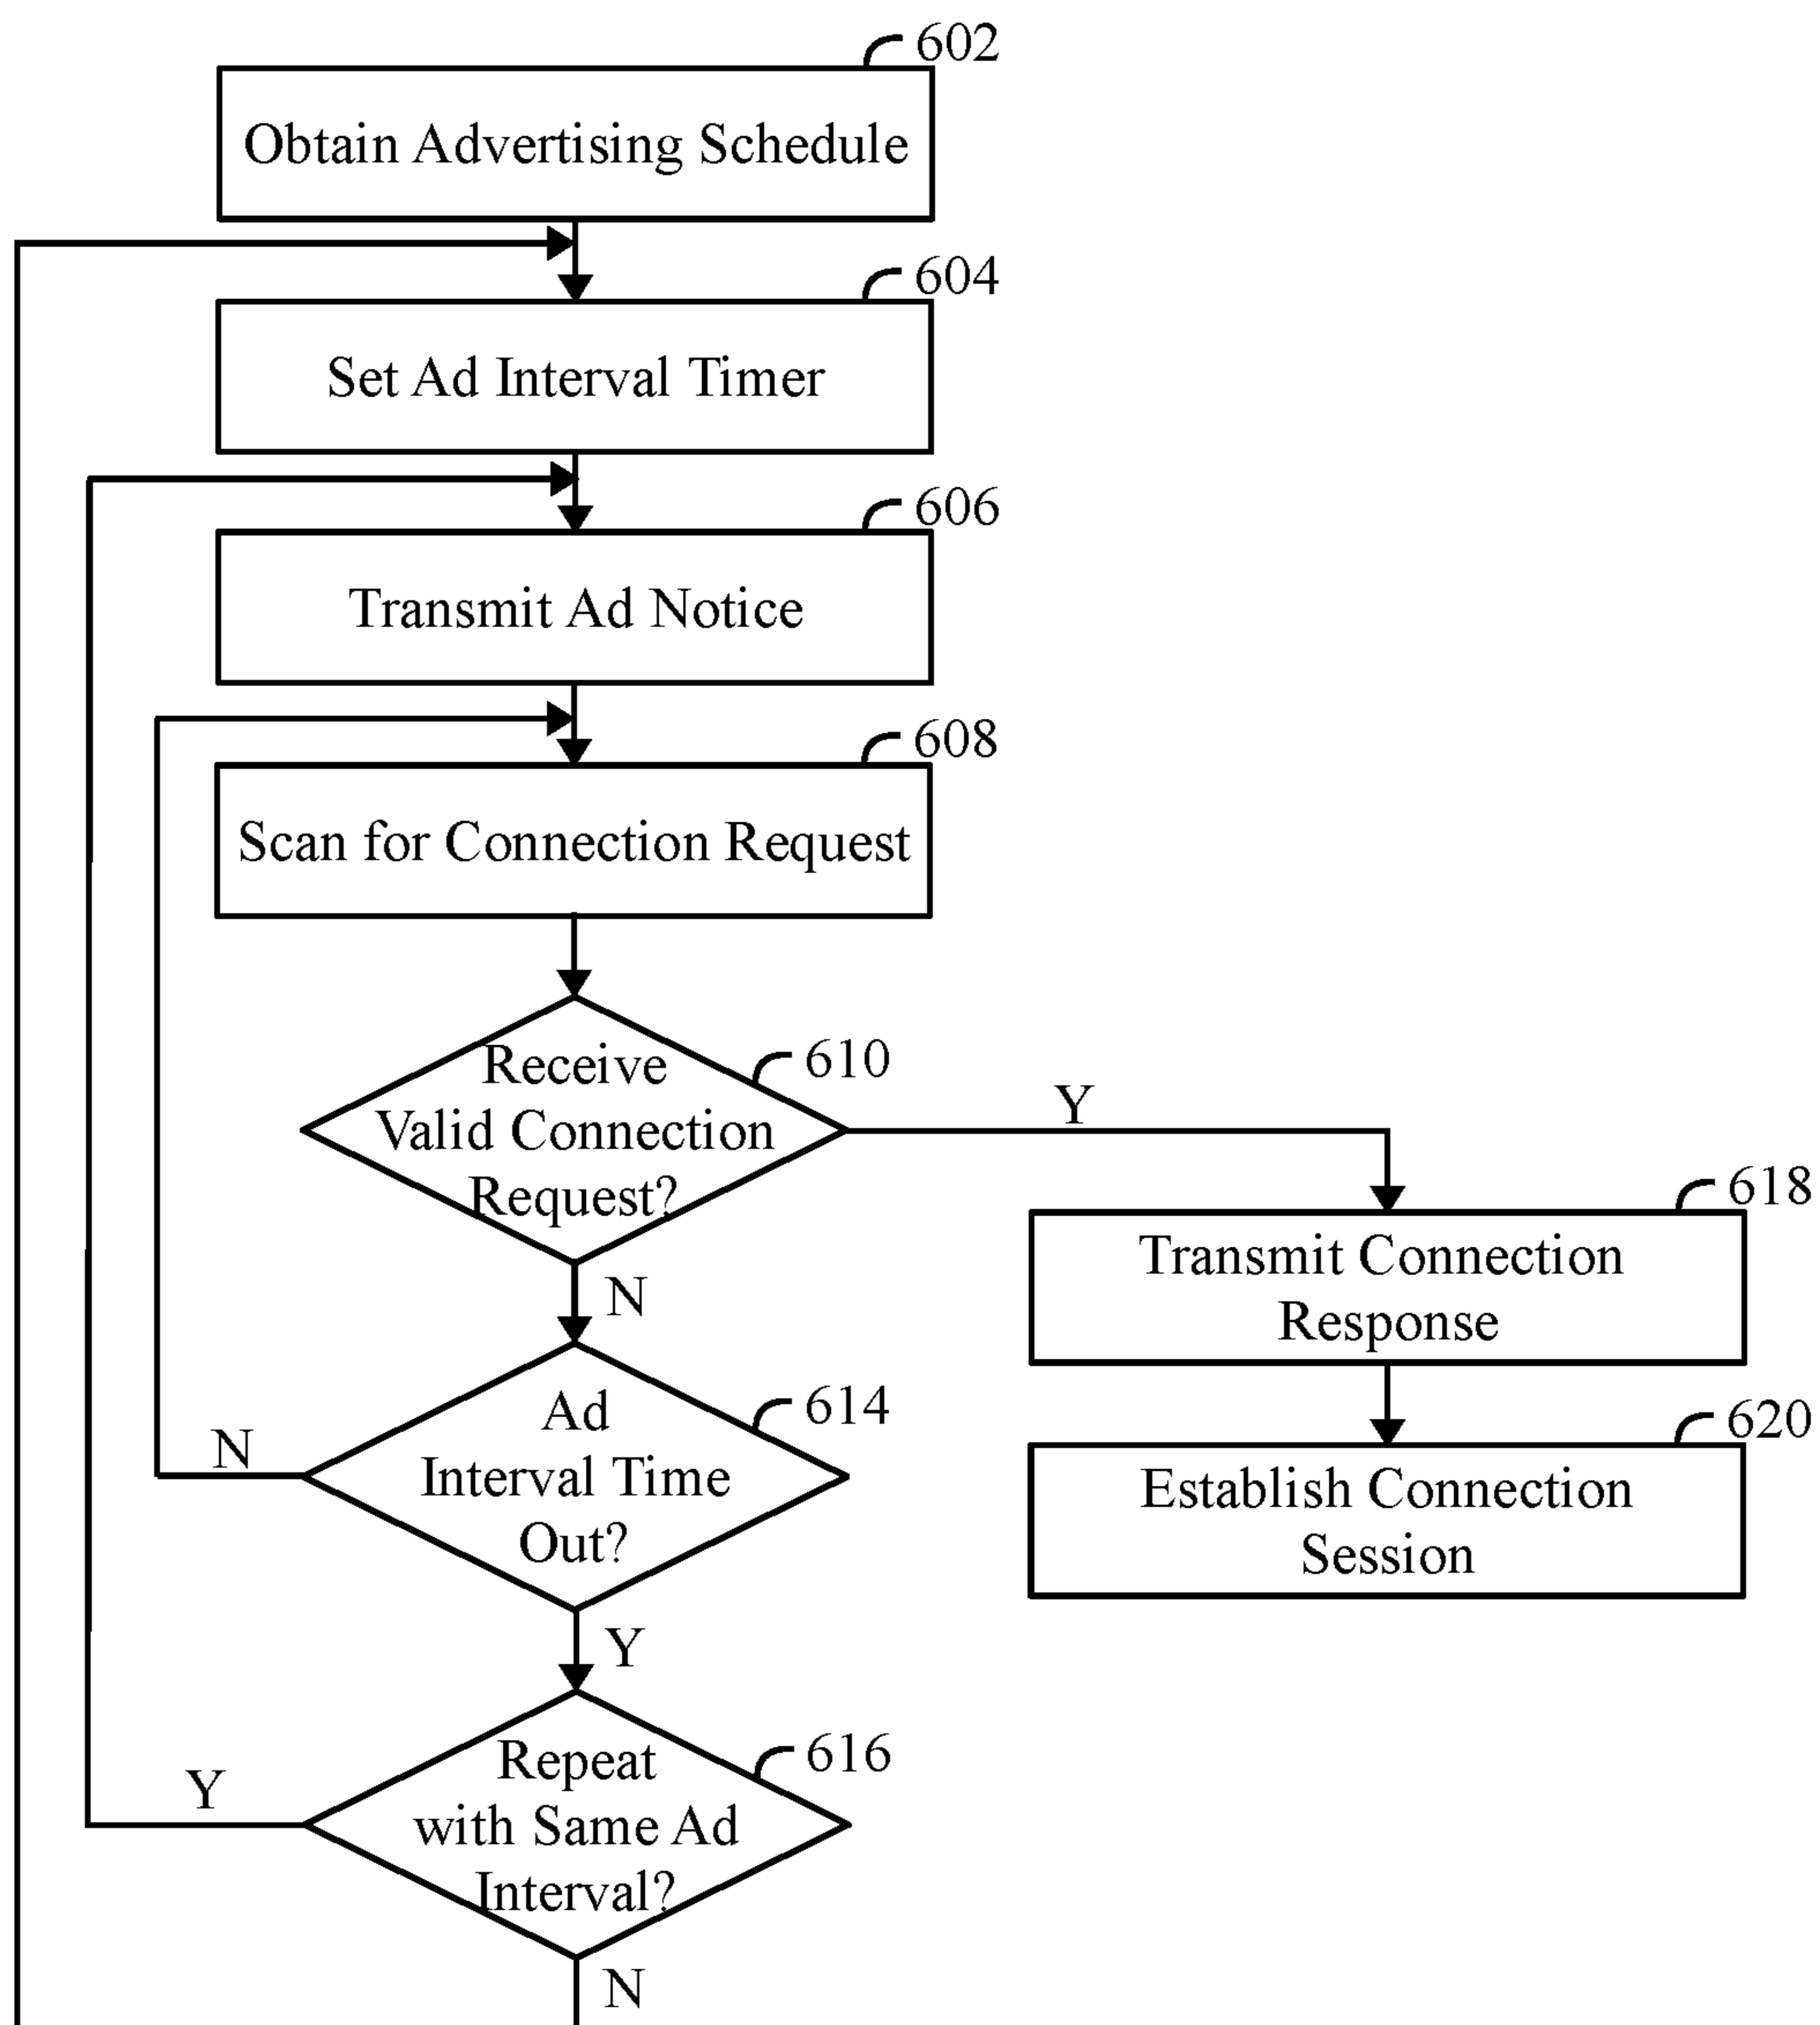 602
Obtain Advertising Schedule
604
Set Ad Interval Timer
606
Transmit Ad Notice
608
Scan for Connection Request
610
Receive
Valid Connection
Request?
Y
N
618
Transmit Connection
Response
614
Ad
Interval Time
Out?
N
Y
620
Establish Connection
Session
616
Repeat
with Same Ad
Interval?
Y
N